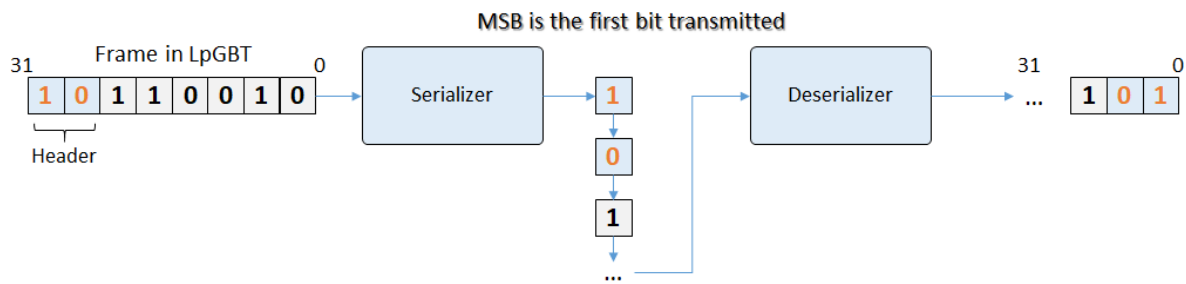 MSB is the first bit transmitted
Frame in LpGBT
31 0
1 0 1 1 0 0 1 0
Header
Serializer
1
0
1
...
Deserializer
31 0
... 1 0 1